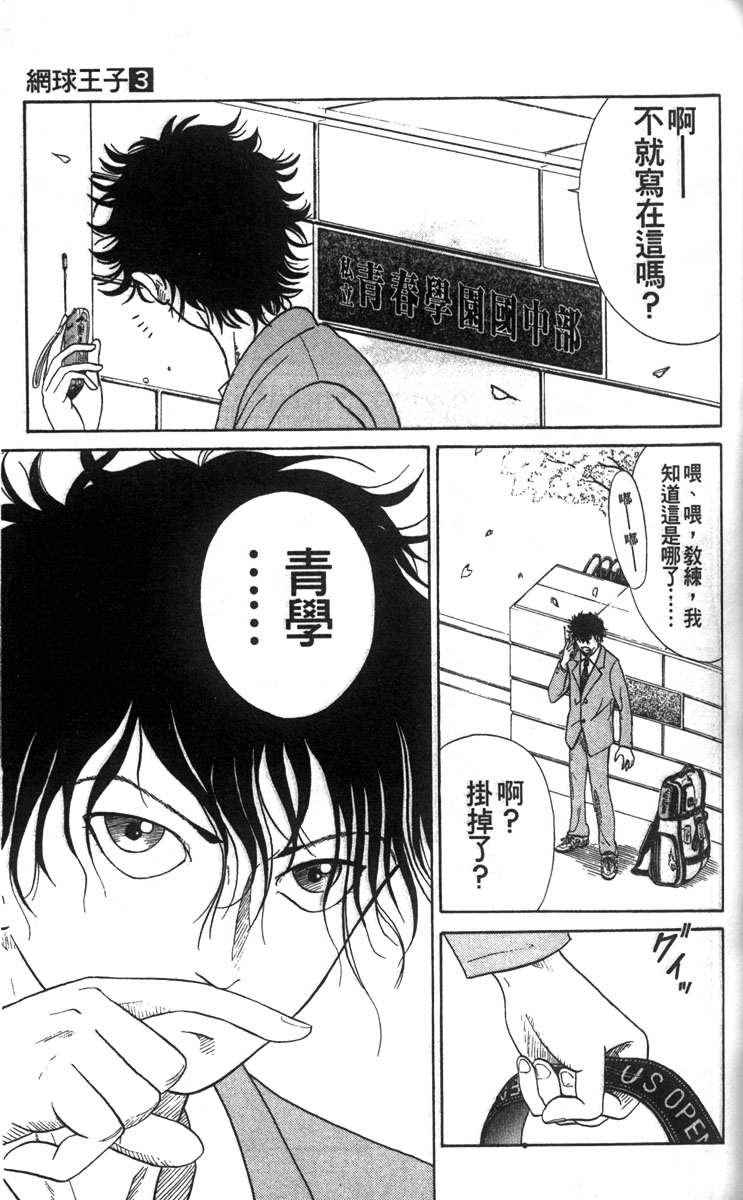 網球王子3
啊——
不就寫在這嗎？
私立
青春學園國中部
喂、喂，教練，我
知道這是哪了……
嘟—嘟—
啊？
掛掉了？
グイッ
US OPEN
青學
……